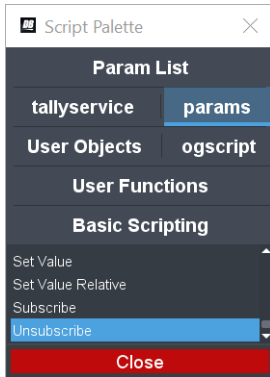 DB Script Palette
Param List
tallyservice params
User Objects ogscript
User Functions
Basic Scripting
Set Value
Set Value Relative
Subscribe
Unsubscribe
Close